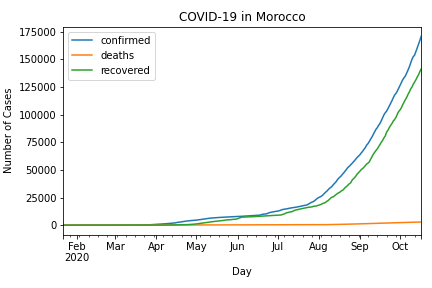 COVID-19 in Morocco
confirmed
deaths
recovered
175000
150000
125000
100000
75000
50000
25000
0
Number of Cases
Feb Mar Apr May Jun Jul Aug Sep Oct
2020
Day